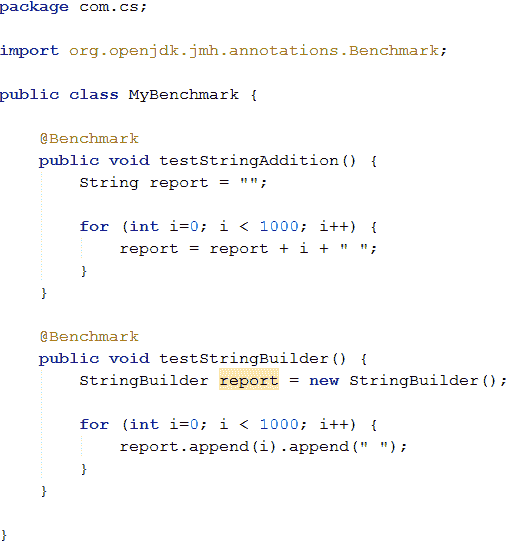 package com.cs;
import org.openjdk.jmh.annotations.Benchmark;
public class MyBenchmark {
@Benchmark
public void testStringAddition() {
String report = "";
for (int i=0; i < 1000; i++) {
report = report + i + " ";
}
}
@Benchmark
public void testStringBuilder() {
StringBuilder report = new StringBuilder();
for (int i=0; i < 1000; i++) {
report.append(i).append(" ");
}
}
}